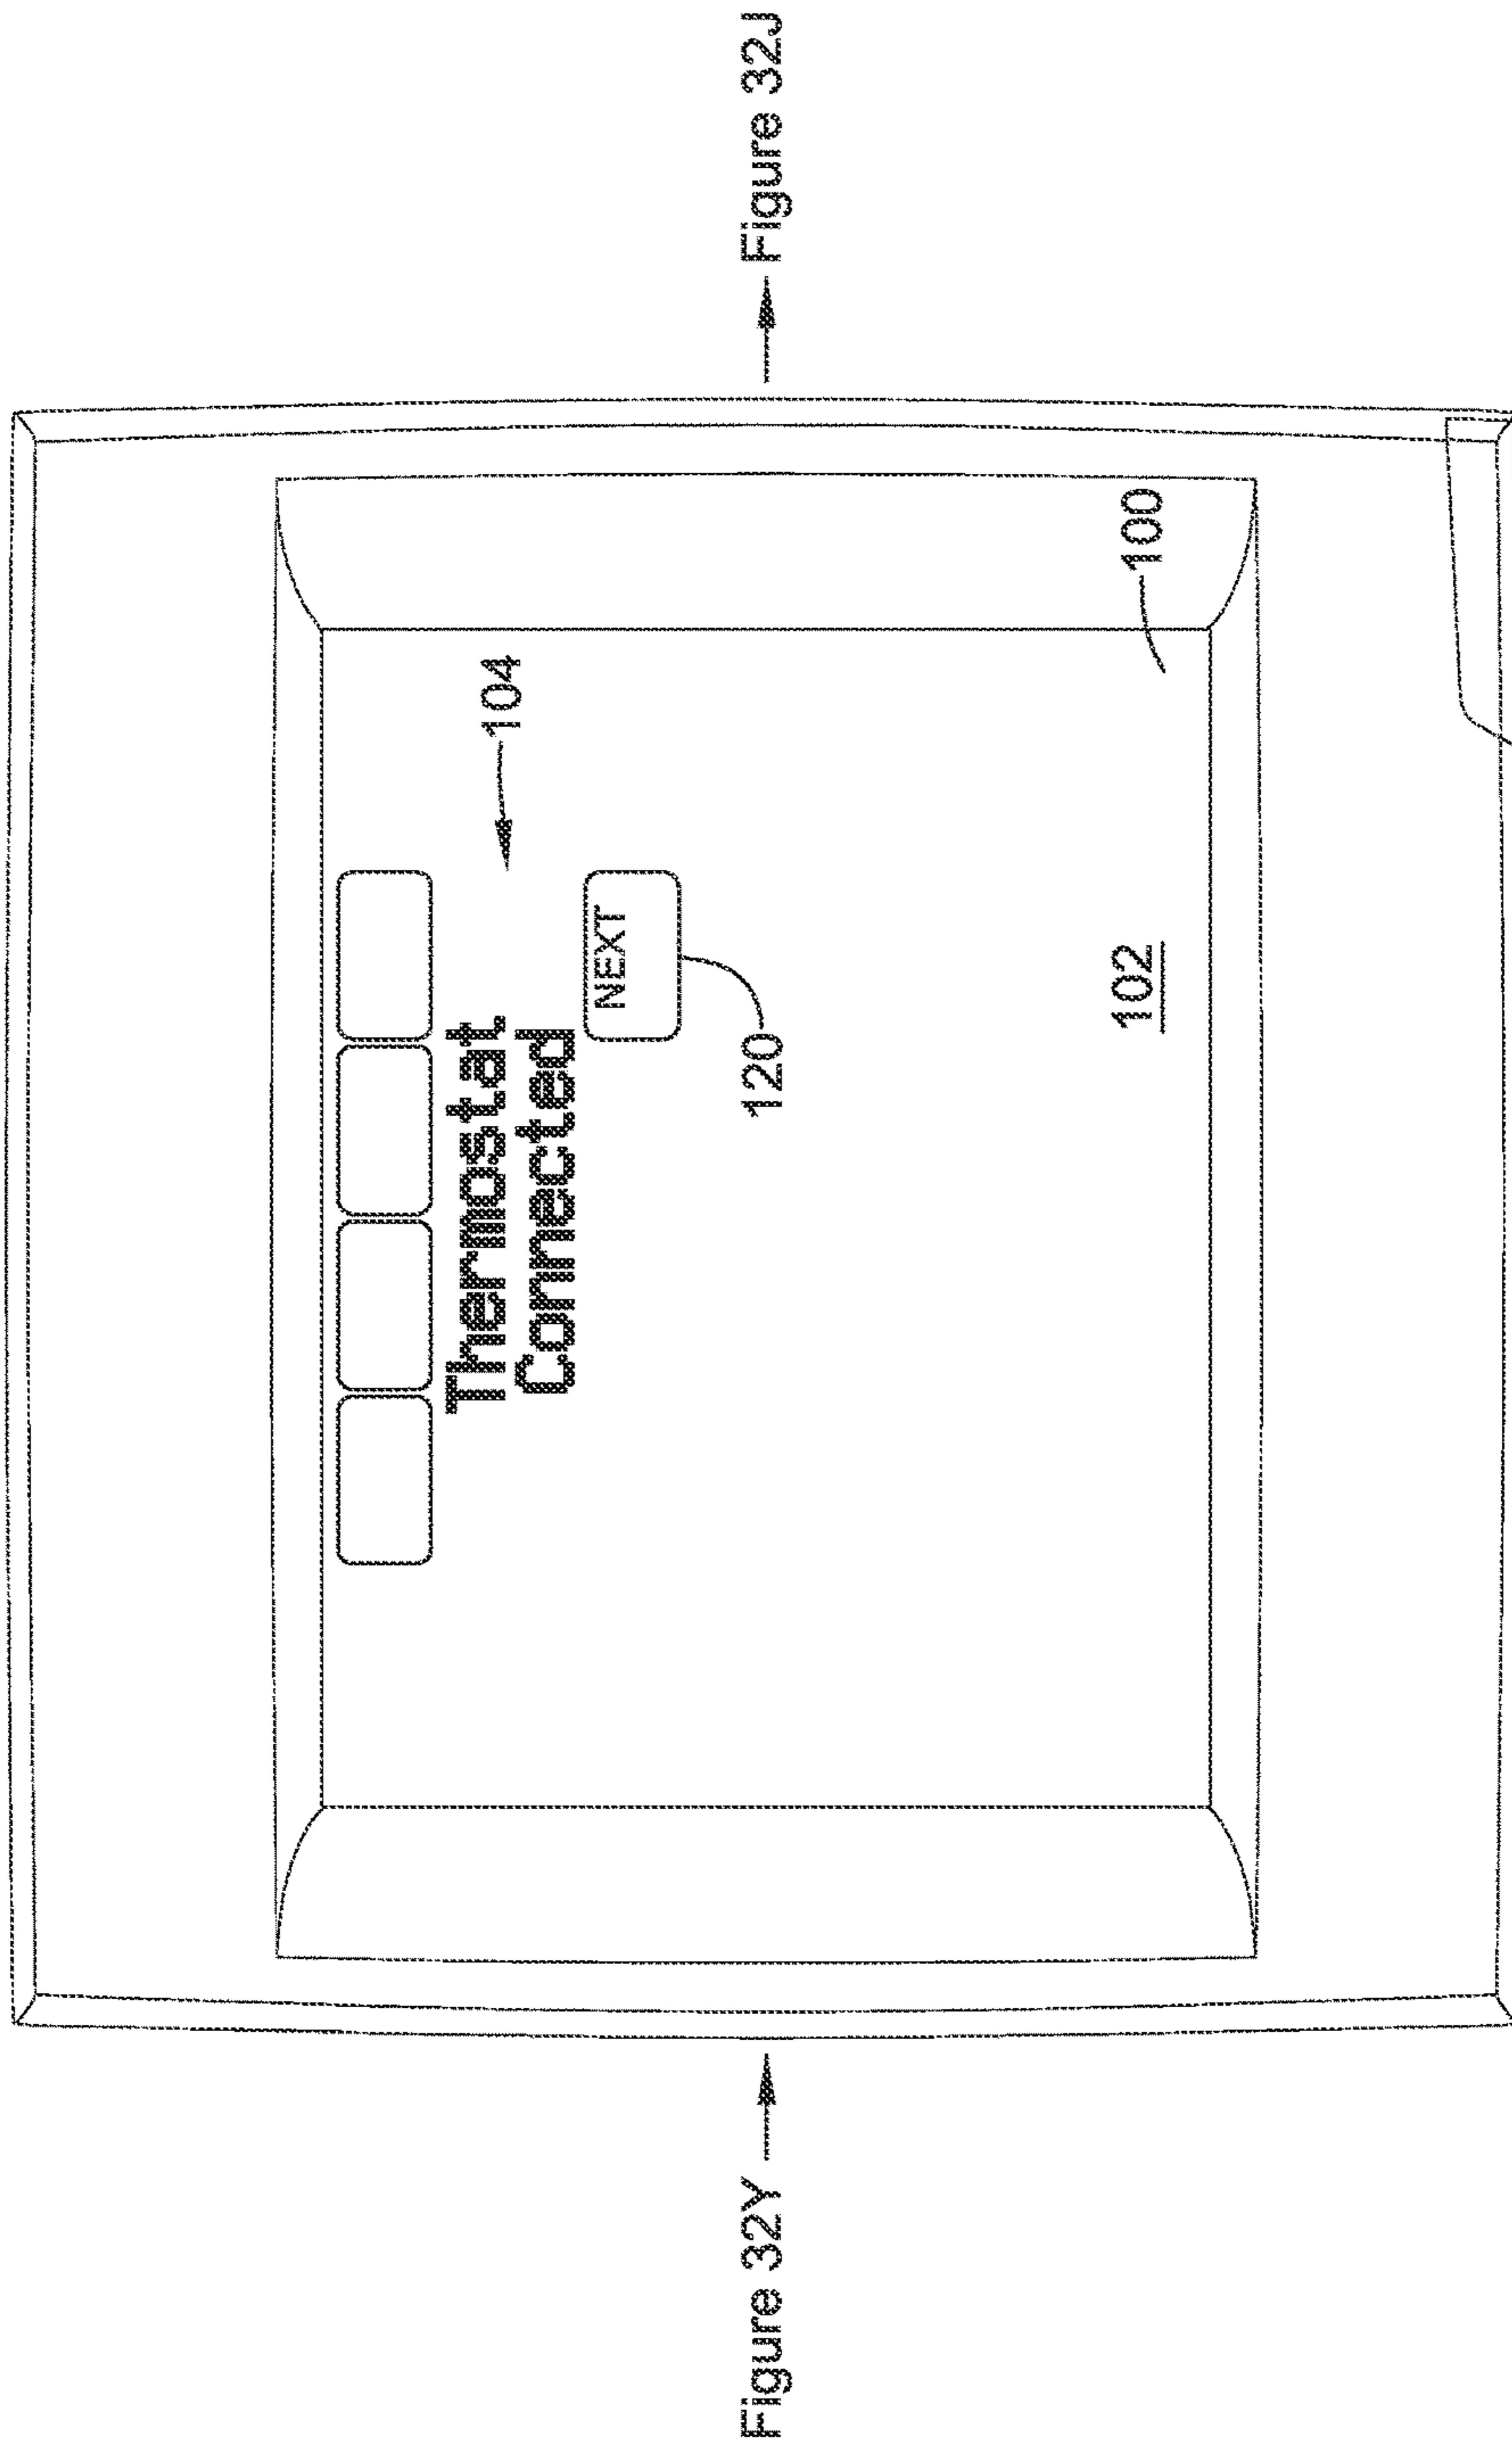 104
Thermostat
Connected
NEXT
Figure 32Y
Figure 32J
120
102
100